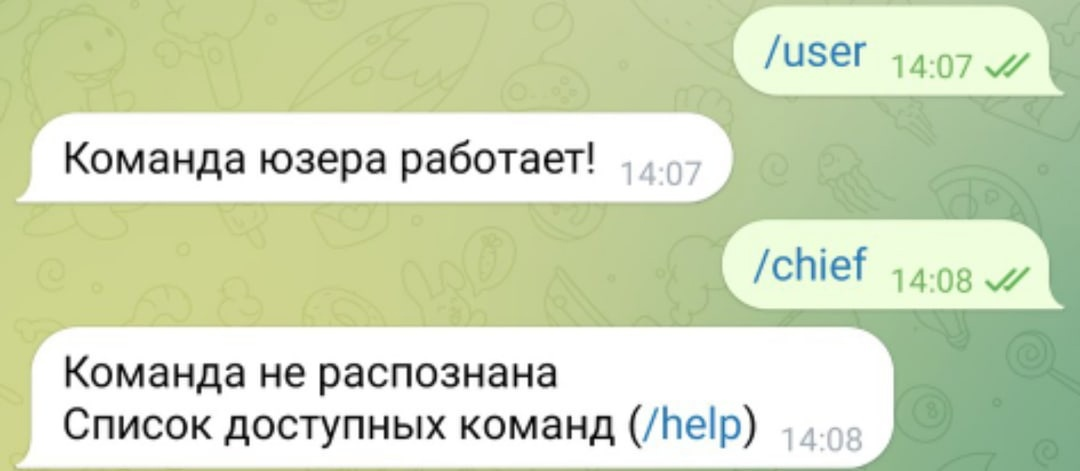 /user 14:07
Команда юзера работает! 14:07
/chief 14:08
Команда не распознана
Список доступных команд (/help) 14:08